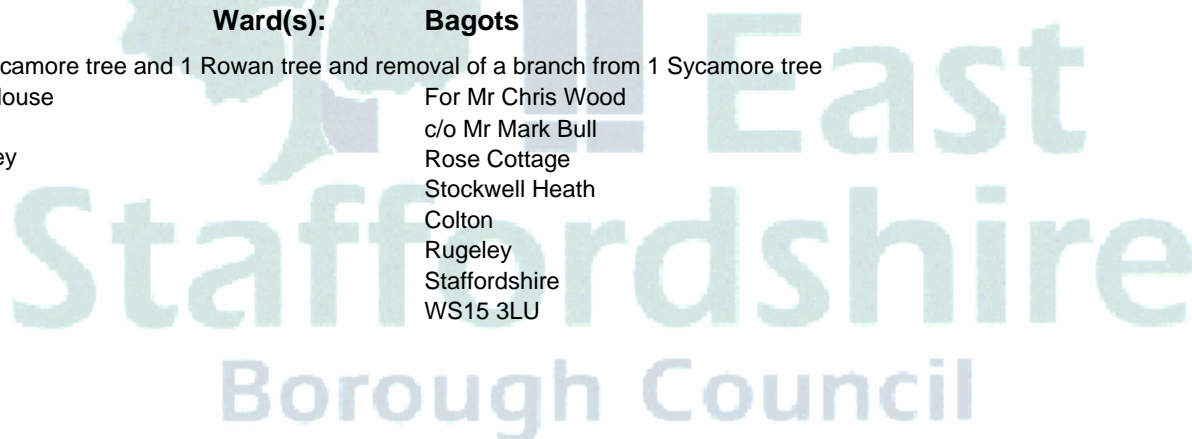 Ward(s): Bagots
camore tree and 1 Rowan tree and removal of a branch from 1 Sycamore tree
ouse For Mr Chris Wood
c/o Mr Mark Bull
ey Rose Cottage
Stockwell Heath
Colton
Rugeley
Staffordshire
WS15 3LU
East
Staffordshire
Borough Council